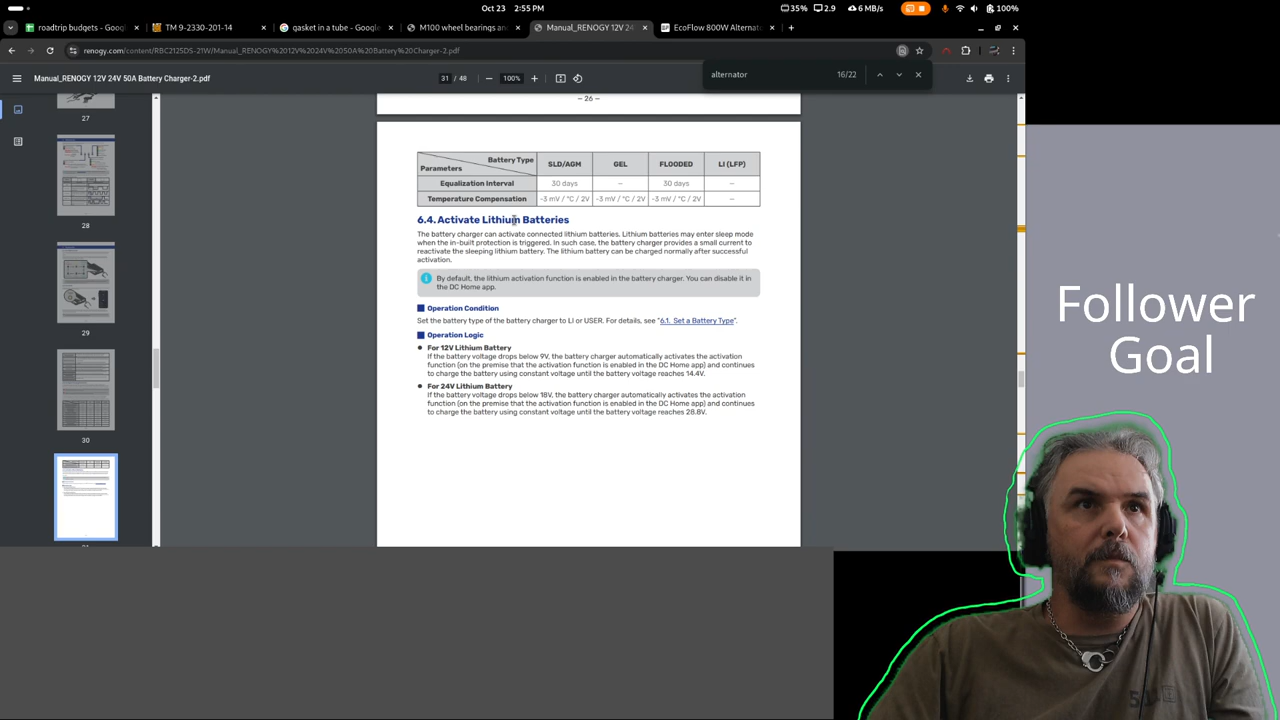 Oct 23 2:55 PM
35% 2.9 6 MB/s 100%
roadtrip budgets - Goog
TM 9-2330-201-14
gasket in a tube - Google
M100 wheel bearings and
Manual_RENOGY 12V 24
EcoFlow 800W Alternat
renogy.com/content/RBC2125DS-21W/Manual_RENOGY%2012V%2024V%2050A%20Battery%20Charger-2.pdf
alternator 16/22
Manual_RENOGY 12V 24V 50A Battery Charger-2.pdf
31 / 48 100%
27
28
29
30
— 26 —
Battery Type
Parameters
SLD/AGM GEL FLOODED LI (LFP)
Equalization Interval 30 days — 30 days —
Temperature Compensation -3 mV / °C / 2V -3 mV / °C / 2V -3 mV / °C / 2V —
6.4. Activate Lithium Batteries
The battery charger can activate connected lithium batteries. Lithium batteries may enter sleep mode
when the in-built protection is triggered. In such case, the battery charger provides a small current to
reactivate the sleeping lithium battery. The lithium battery can be charged normally after successful
activation.
By default, the lithium activation function is enabled in the battery charger. You can disable it in
the DC Home app.
Operation Condition
Set the battery type of the battery charger to LI or USER. For details, see "6.1. Set a Battery Type".
Operation Logic
For 12V Lithium Battery
If the battery voltage drops below 9V, the battery charger automatically activates the activation
function (on the premise that the activation function is enabled in the DC Home app) and continues
to charge the battery using constant voltage until the battery voltage reaches 14.4V.
For 24V Lithium Battery
If the battery voltage drops below 18V, the battery charger automatically activates the activation
function (on the premise that the activation function is enabled in the DC Home app) and continues
to charge the battery using constant voltage until the battery voltage reaches 28.8V.
Follower
Goal